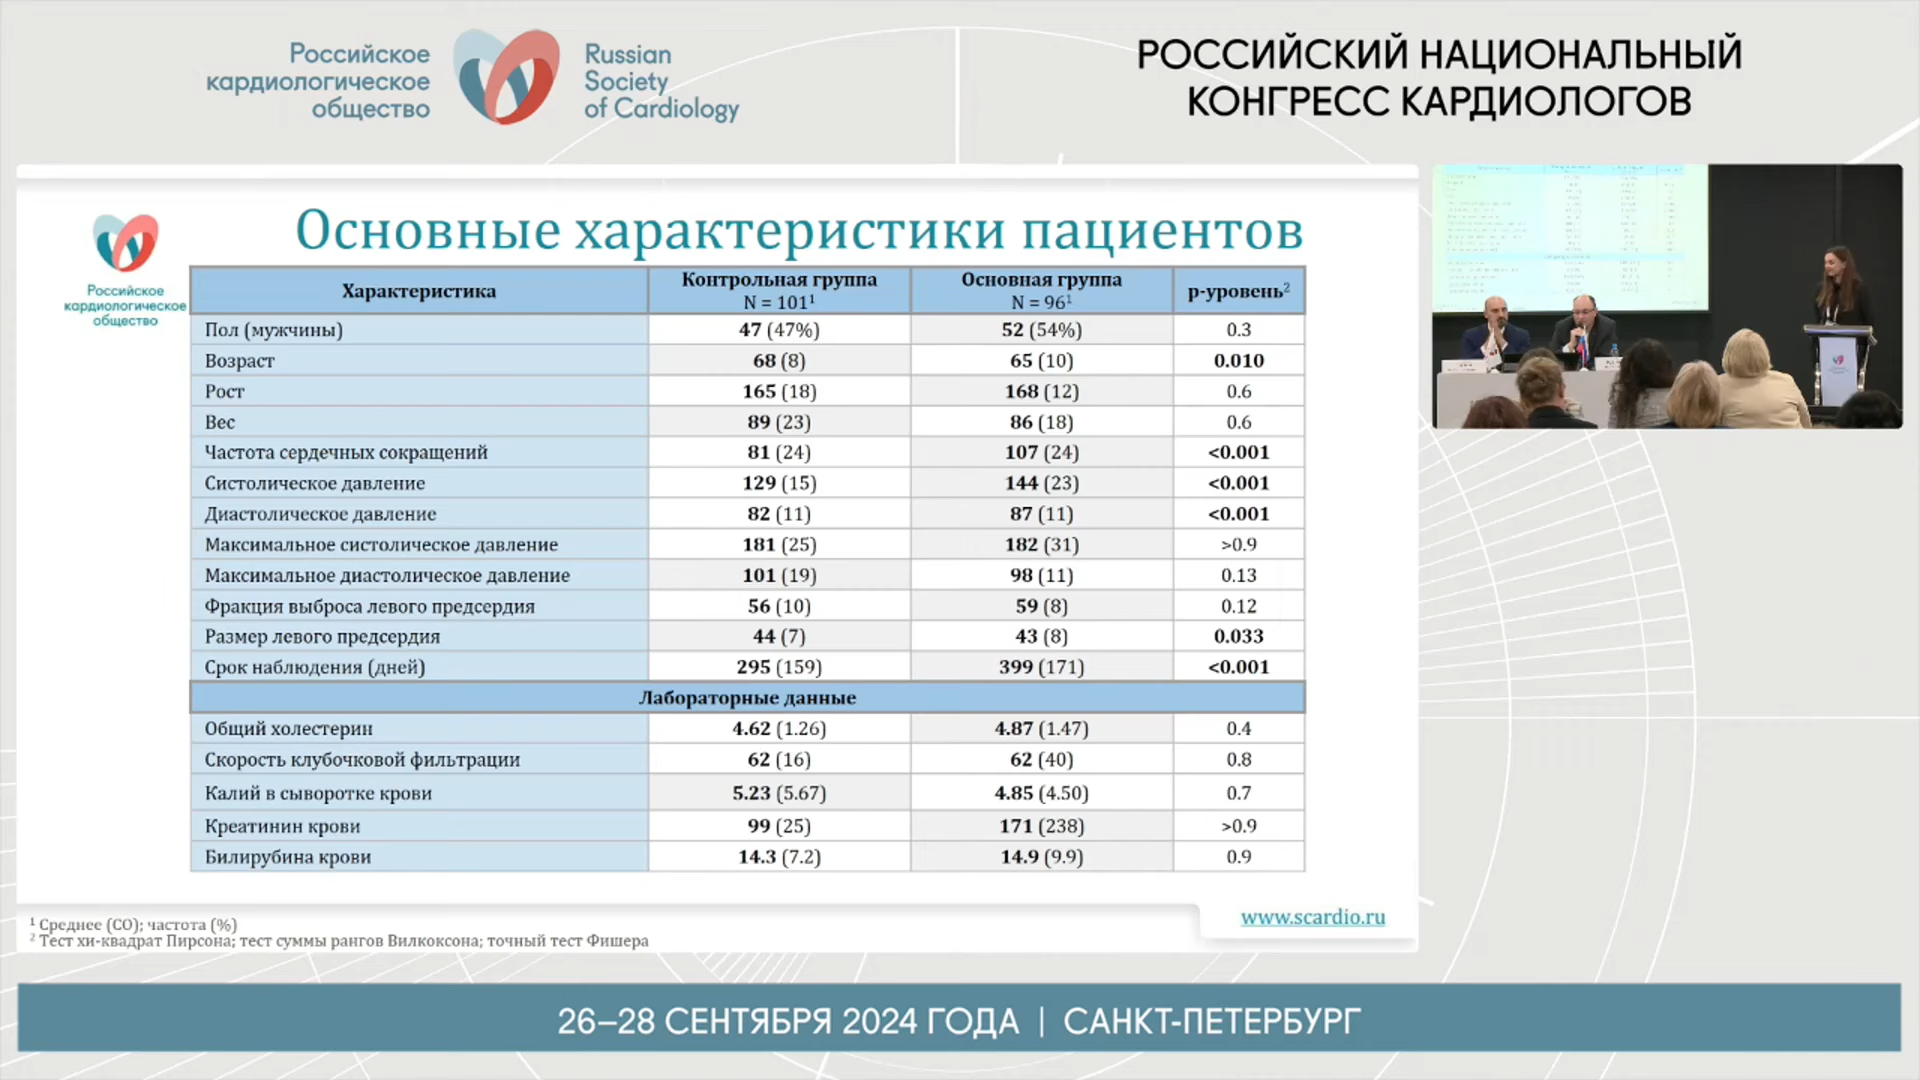 Российское
кардиологическое
общество
Russian
Society
of Cardiology
РОССИЙСКИЙ НАЦИОНАЛЬНЫЙ
КОНГРЕСС КАРДИОЛОГОВ
Российское
кардиологическое
общество
Основные характеристики пациентов
Характеристика Контрольная группа N = 101¹ Основная группа N = 96¹ p-уровень²
Пол (мужчины) 47 (47%) 52 (54%) 0.3
Возраст 68 (8) 65 (10) 0.010
Рост 165 (18) 168 (12) 0.6
Вес 89 (23) 86 (18) 0.6
Частота сердечных сокращений 81 (24) 107 (24) <0.001
Систолическое давление 129 (15) 144 (23) <0.001
Диастолическое давление 82 (11) 87 (11) <0.001
Максимальное систолическое давление 181 (25) 182 (31) >0.9
Максимальное диастолическое давление 101 (19) 98 (11) 0.13
Фракция выброса левого предсердия 56 (10) 59 (8) 0.12
Размер левого предсердия 44 (7) 43 (8) 0.033
Срок наблюдения (дней) 295 (159) 399 (171) <0.001
Лабораторные данные
Общий холестерин 4.62 (1.26) 4.87 (1.47) 0.4
Скорость клубочковой фильтрации 62 (16) 62 (40) 0.8
Калий в сыворотке крови 5.23 (5.67) 4.85 (4.50) 0.7
Креатинин крови 99 (25) 171 (238) >0.9
Билирубина крови 14.3 (7.2) 14.9 (9.9) 0.9
¹ Среднее (СО); частота (%)
² Тест хи-квадрат Пирсона; тест суммы рангов Вилкоксона; точный тест Фишера
www.scardio.ru
26–28 СЕНТЯБРЯ 2024 ГОДА | САНКТ-ПЕТЕРБУРГ